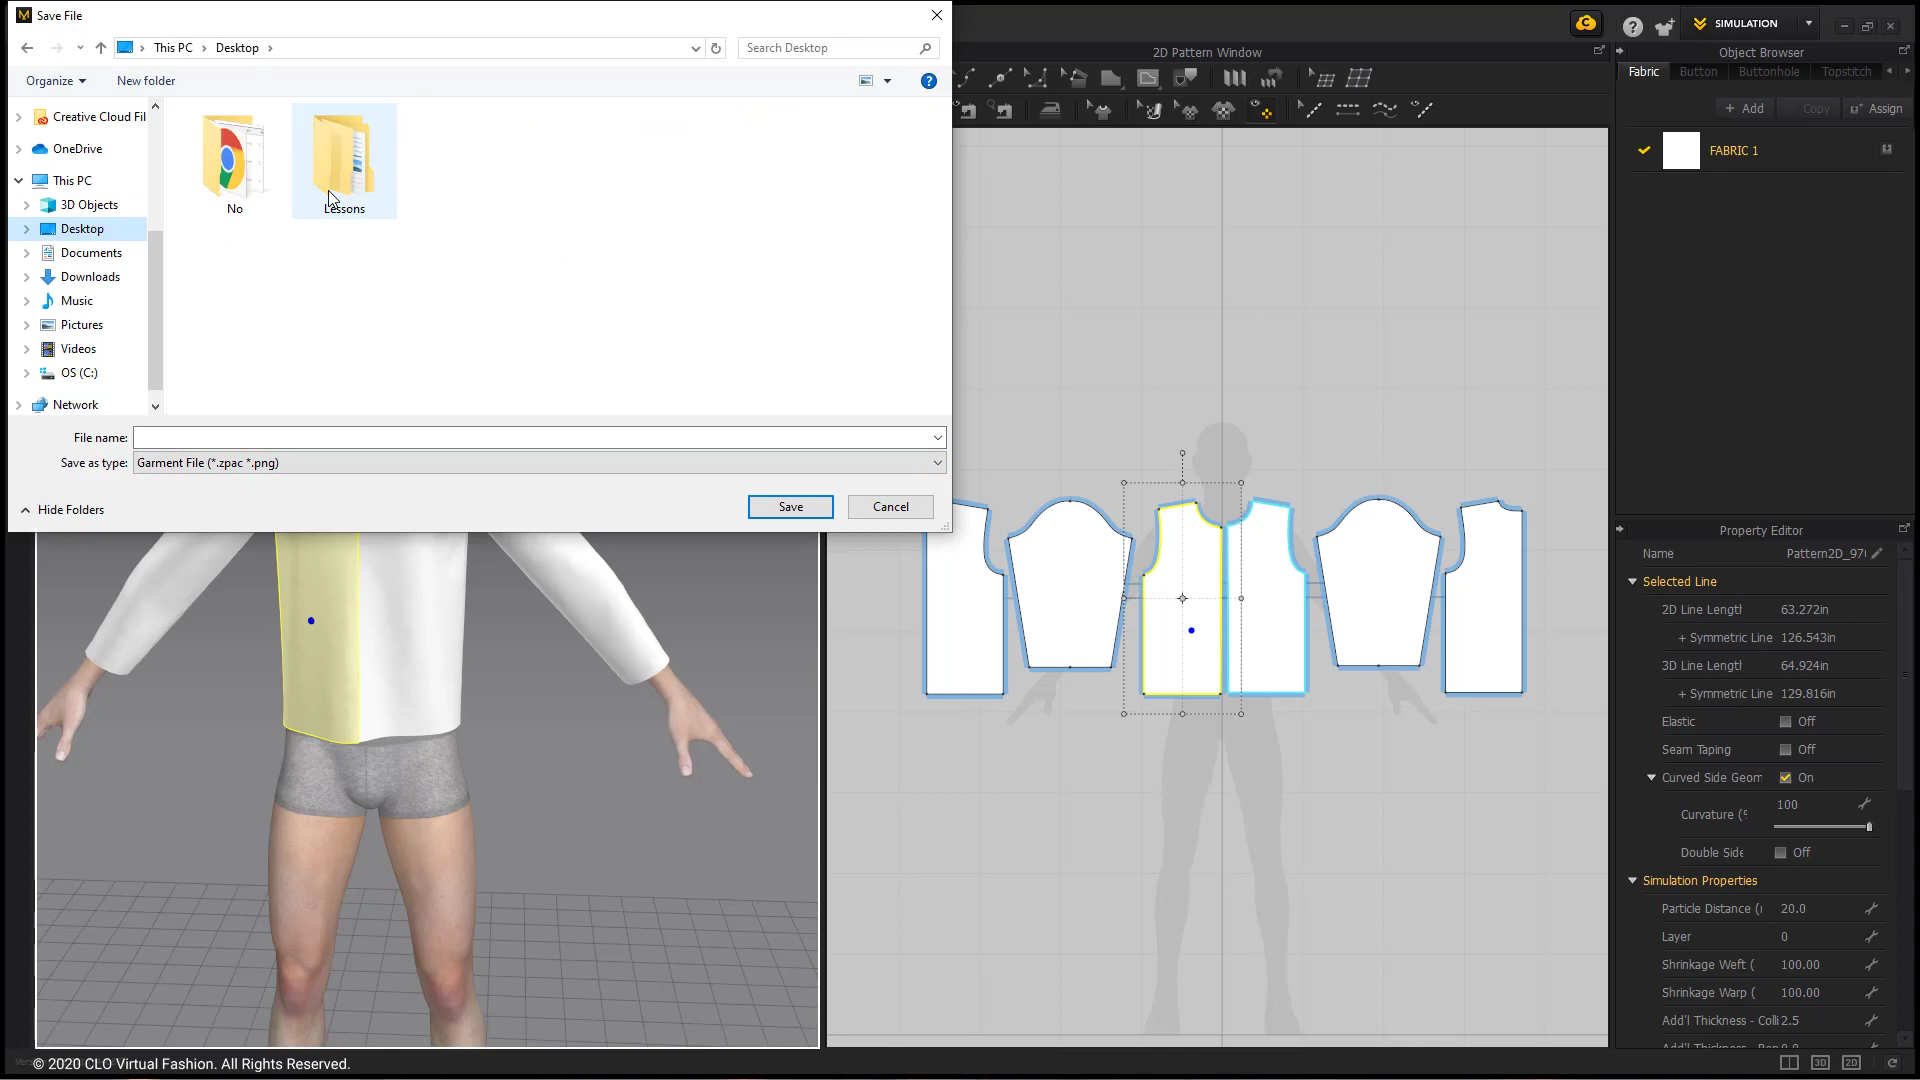 Save File
This PC
Desktop
Search Desktop
Organize
New folder
Creative Cloud Fil
OneDrive
This PC
3D Objects
Desktop
Documents
Downloads
Music
Pictures
Videos
OS (C:)
Network
No
Lessons
File name:
Save as type: Garment File (*.zpac *.png)
Hide Folders
Save
Cancel
SIMULATION
2D Pattern Window
Object Browser
Fabric
Button
Buttonhole
Topstitch
+ Add
Copy
Assign
FABRIC 1
Property Editor
Name Pattern2D_97(
Selected Line
2D Line Length 63.272in
+ Symmetric Line 126.543in
3D Line Length 64.924in
+ Symmetric Line 129.816in
Elastic Off
Seam Taping Off
Curved Side Geom On
Curvature (° 100
Double Side Off
Simulation Properties
Particle Distance (r 20.0
Layer 0
Shrinkage Weft ( 100.00
Shrinkage Warp ( 100.00
Add'l Thickness - Colli 2.5
© 2020 CLO Virtual Fashion. All Rights Reserved.
3D
2D